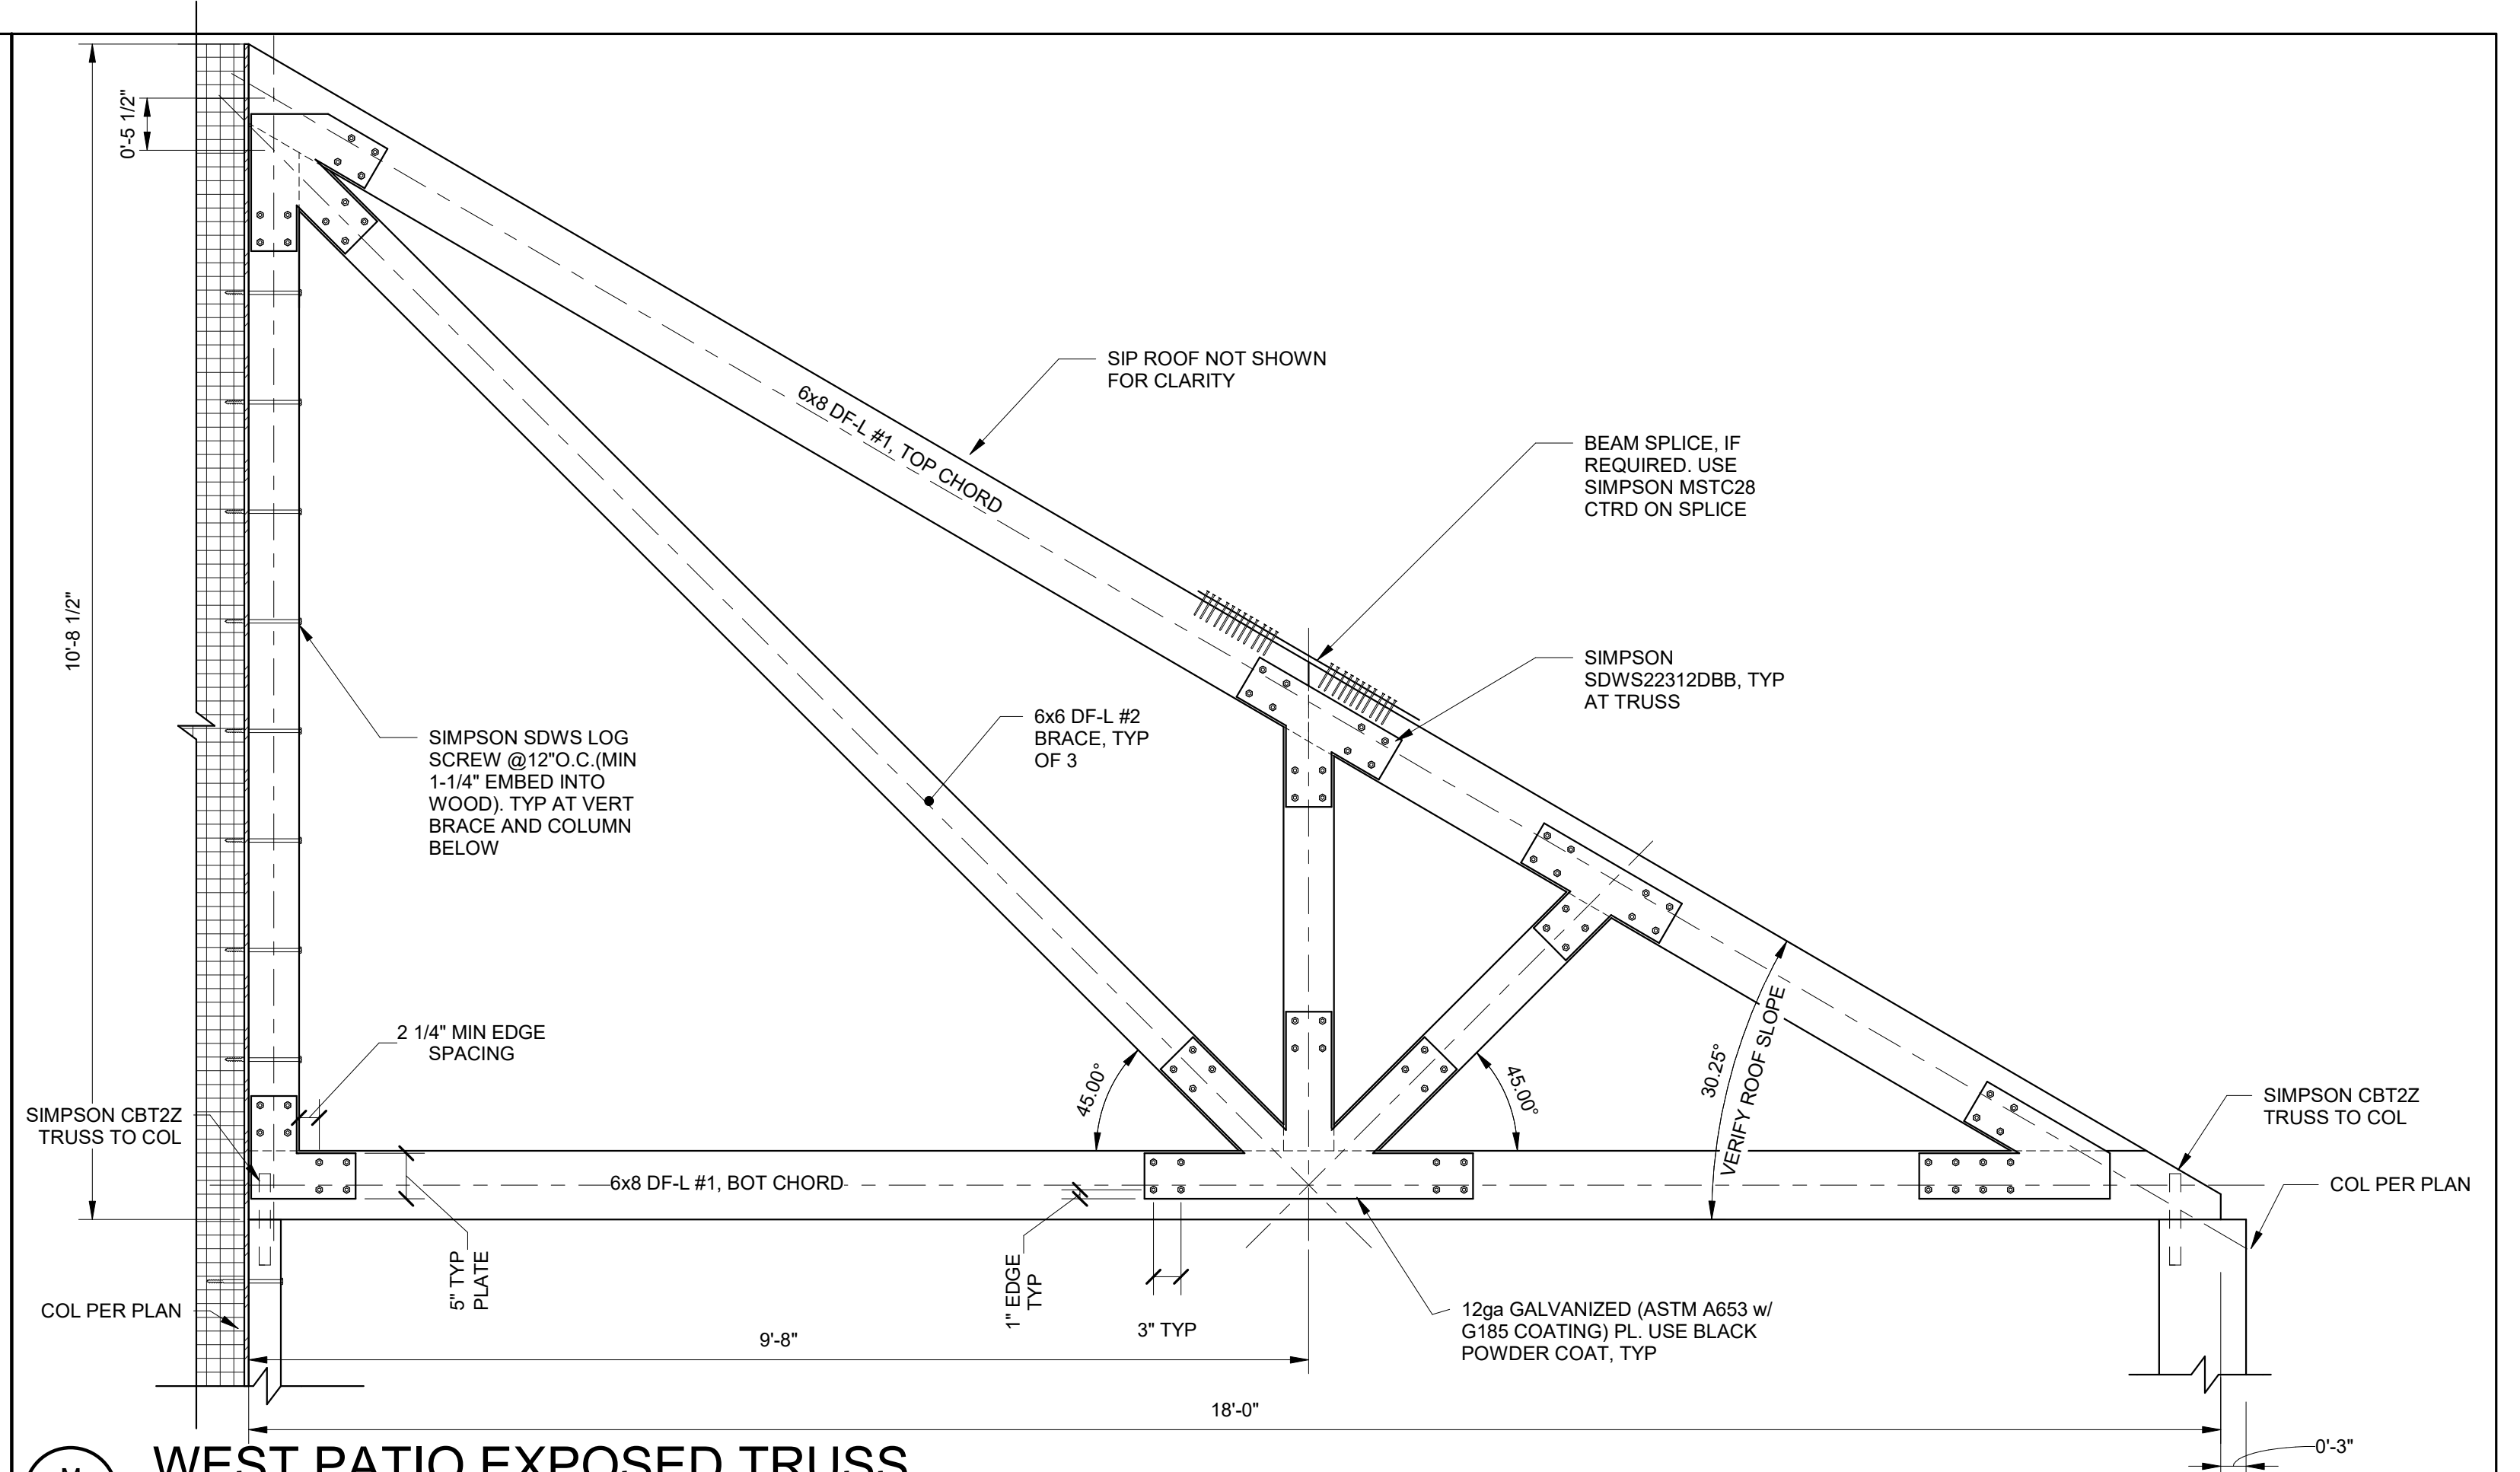 0'-5 1/2"
10'-8 1/2"
SIP ROOF NOT SHOWN
FOR CLARITY
6x8 DF-L #1, TOP CHORD
BEAM SPLICE, IF
REQUIRED. USE
SIMPSON MSTC28
CTRD ON SPLICE
SIMPSON
SDWS22312DBB, TYP
AT TRUSS
6x6 DF-L #2
BRACE, TYP
OF 3
SIMPSON SDWS LOG
SCREW @12"O.C.(MIN
1-1/4" EMBED INTO
WOOD). TYP AT VERT
BRACE AND COLUMN
BELOW
2 1/4" MIN EDGE
SPACING
45.00°
45.00°
30.25°
VERIFY ROOF SLOPE
SIMPSON CBT2Z
TRUSS TO COL
SIMPSON CBT2Z
TRUSS TO COL
6x8 DF-L #1, BOT CHORD
COL PER PLAN
5" TYP
PLATE
1" EDGE
TYP
3" TYP
COL PER PLAN
12ga GALVANIZED (ASTM A653 w/
G185 COATING) PL. USE BLACK
POWDER COAT, TYP
9'-8"
18'-0"
0'-3"
M
WEST PATIO EXPOSED TRUSS